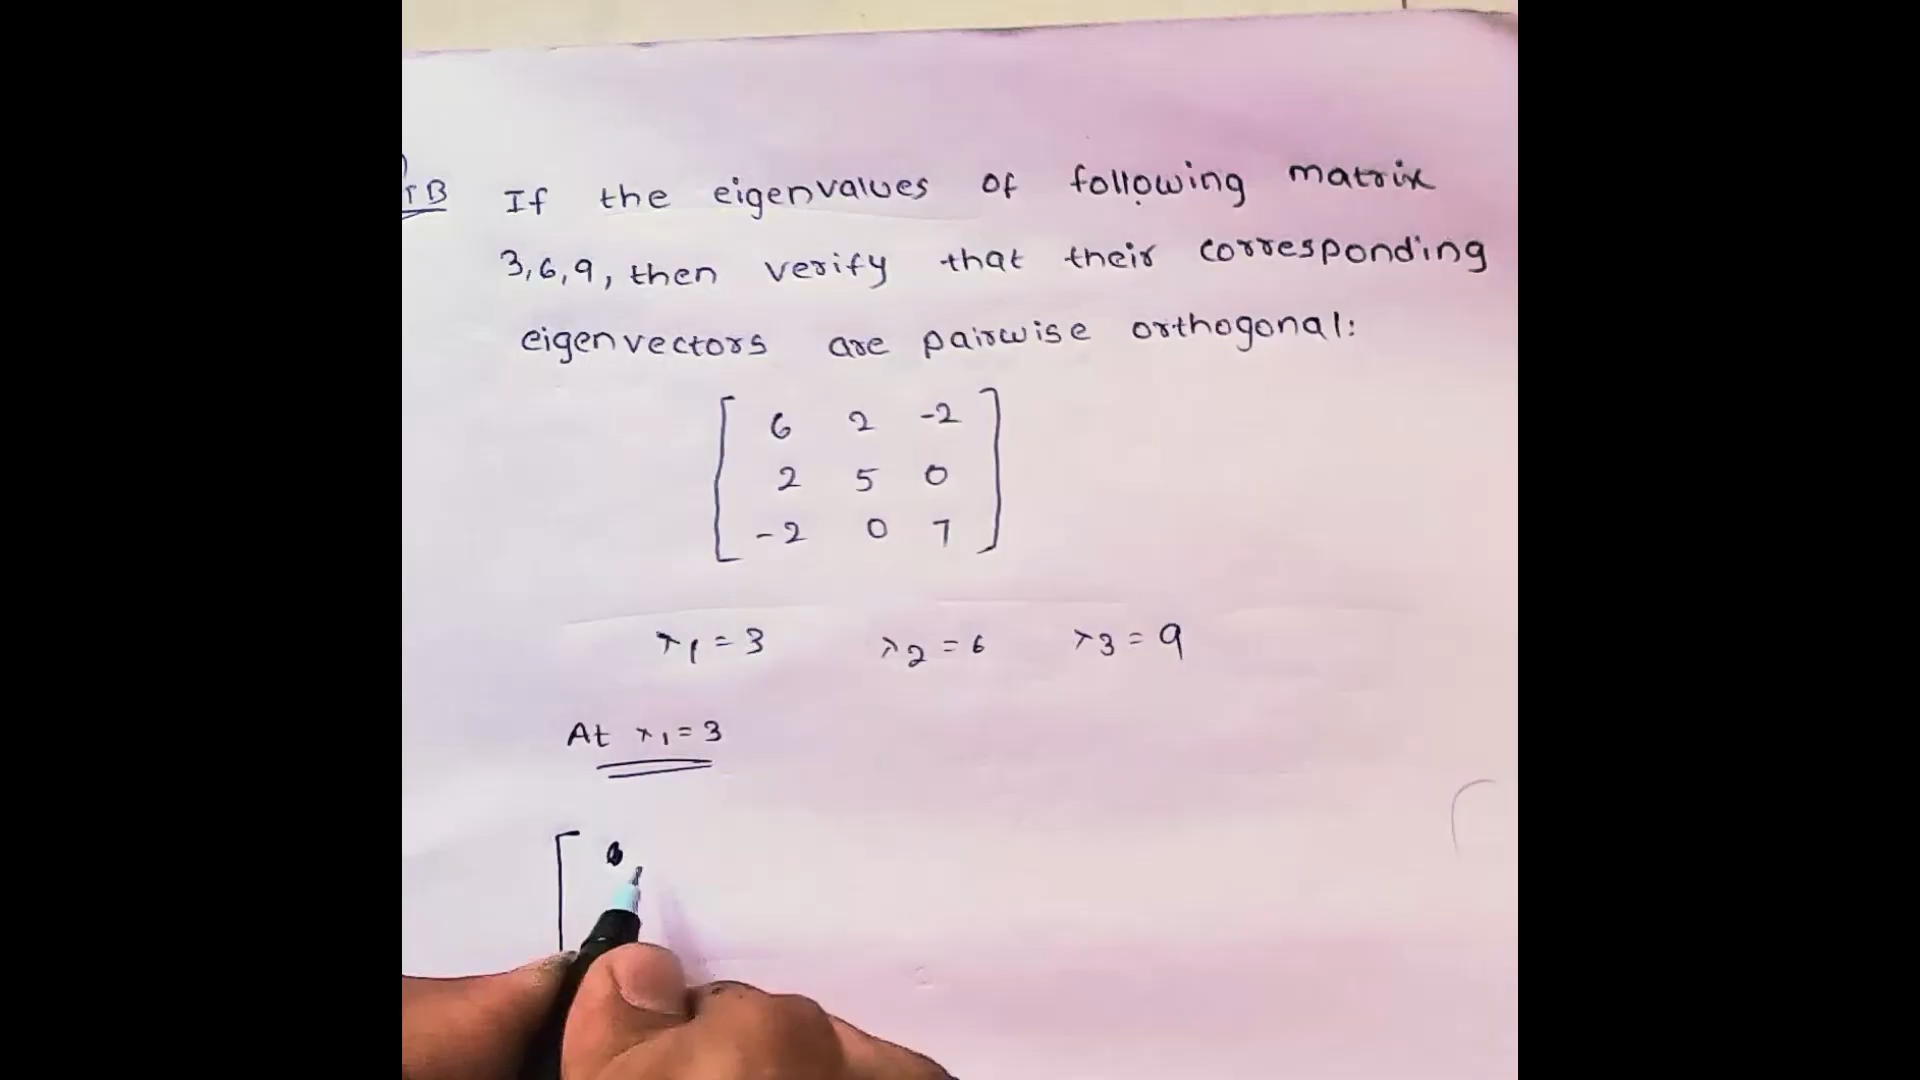 TB If the eigenvalues of following matrix
3,6,9, then verify that their corresponding
eigenvectors are pairwise orthogonal:
6 2 -2
2 5 0
-2 0 7
λ1 = 3 λ2 = 6 λ3 = 9
At λ1 = 3